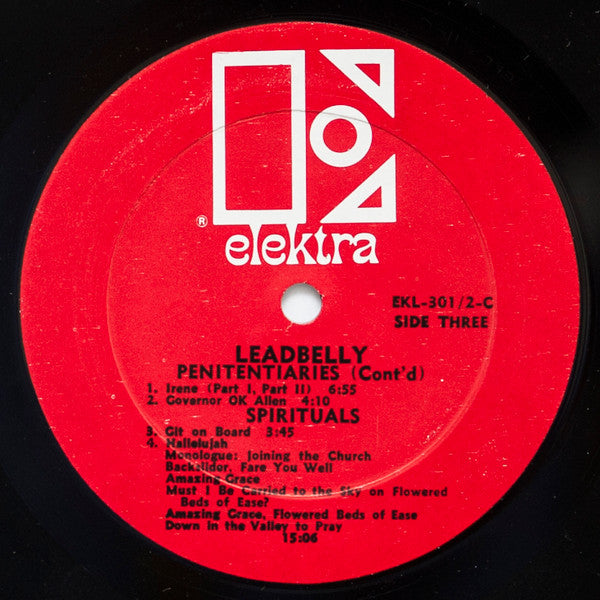 ®
elektra
EKL-301/2-C
SIDE THREE
LEADBELLY
PENITENTIARIES (Cont'd)
1. Irene (Part I, Part II) 6:55
2. Governor OK Allen 4:10
SPIRITUALS
3. Git on Board 3:45
4. Hallelujah
Monologue: Joining the Church
Backslider, Fare You Well
Amazing Grace
Must I Be Carried to the Sky on Flowered
Beds of Ease?
Amazing Grace, Flowered Beds of Ease
Down in the Valley to Pray
15:06